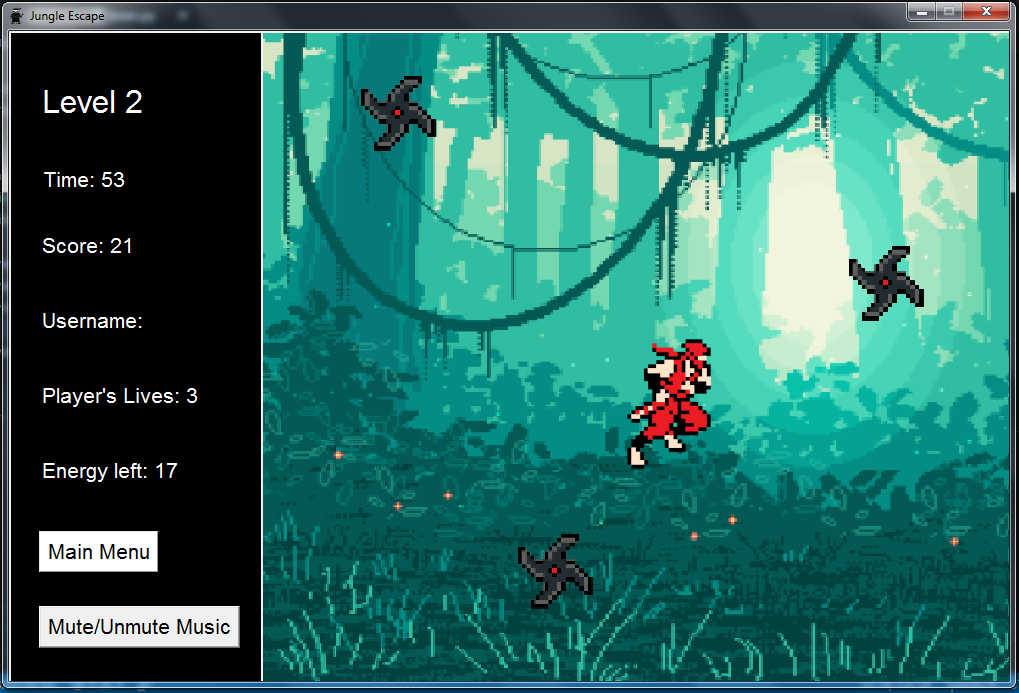 Jungle Escape
Level 2
Time: 53
Score: 21
Username:
Player's Lives: 3
Energy left: 17
Main Menu
Mute/Unmute Music